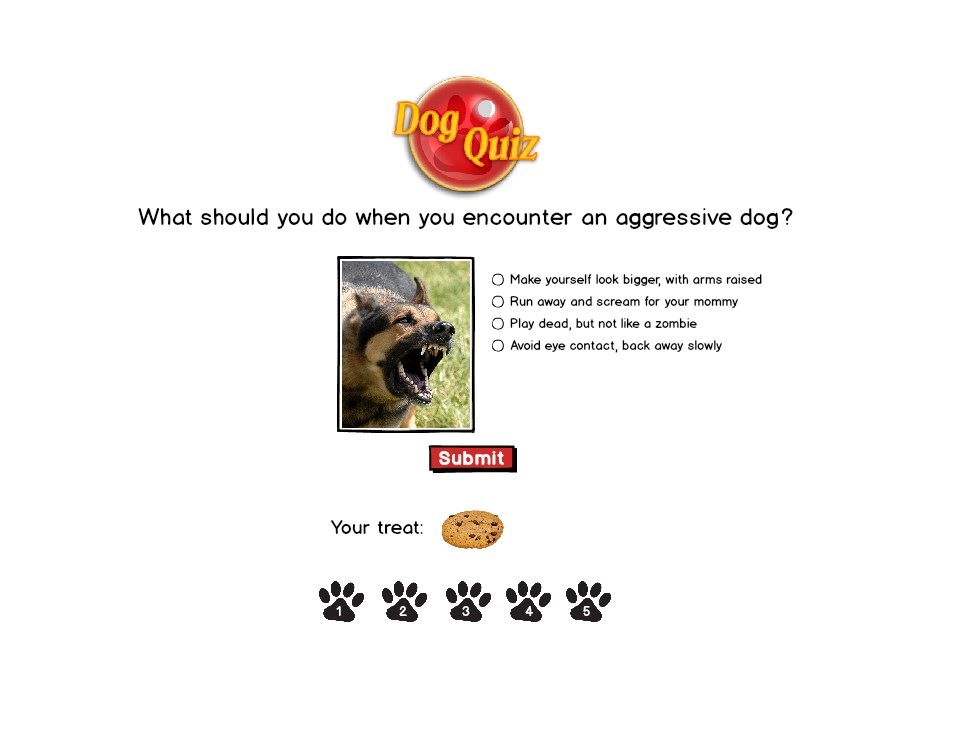 Dog
Quiz
What should you do when you encounter an aggressive dog?
Make yourself look bigger, with arms raised
Run away and scream for your mommy
Play dead, but not like a zombie
Avoid eye contact, back away slowly
Submit
Your treat:
1 2 3 4 5